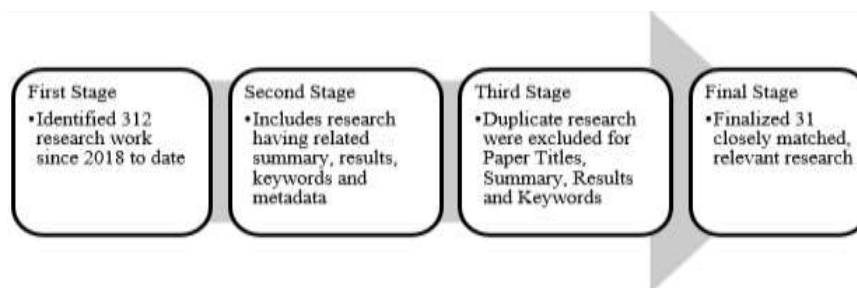 First Stage
•Identified 312
research work
since 2018 to date
Second Stage
•Includes research
having related
summary, results,
keywords and
metadata
Third Stage
•Duplicate research
were excluded for
Paper Titles,
Summary, Results
and Keywords
Final Stage
•Finalized 31
closely matched,
relevant research